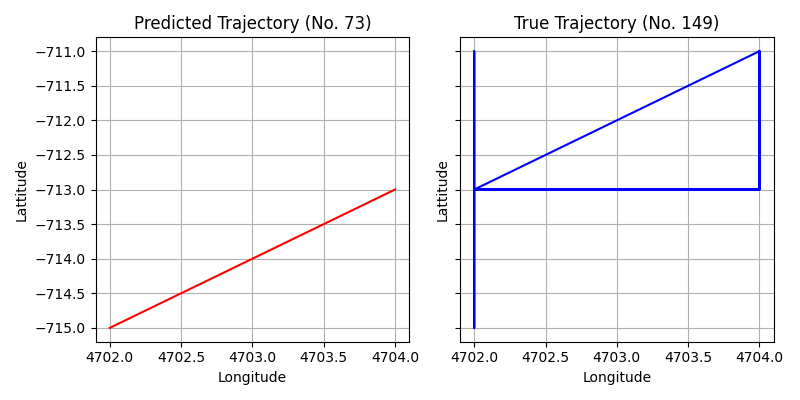 Predicted Trajectory (No. 73)
True Trajectory (No. 149)
−711.0
−711.5
−712.0
−712.5
−713.0
−713.5
−714.0
−714.5
−715.0
Lattitude
Lattitude
4702.0 4702.5 4703.0 4703.5 4704.0
4702.0 4702.5 4703.0 4703.5 4704.0
Longitude
Longitude